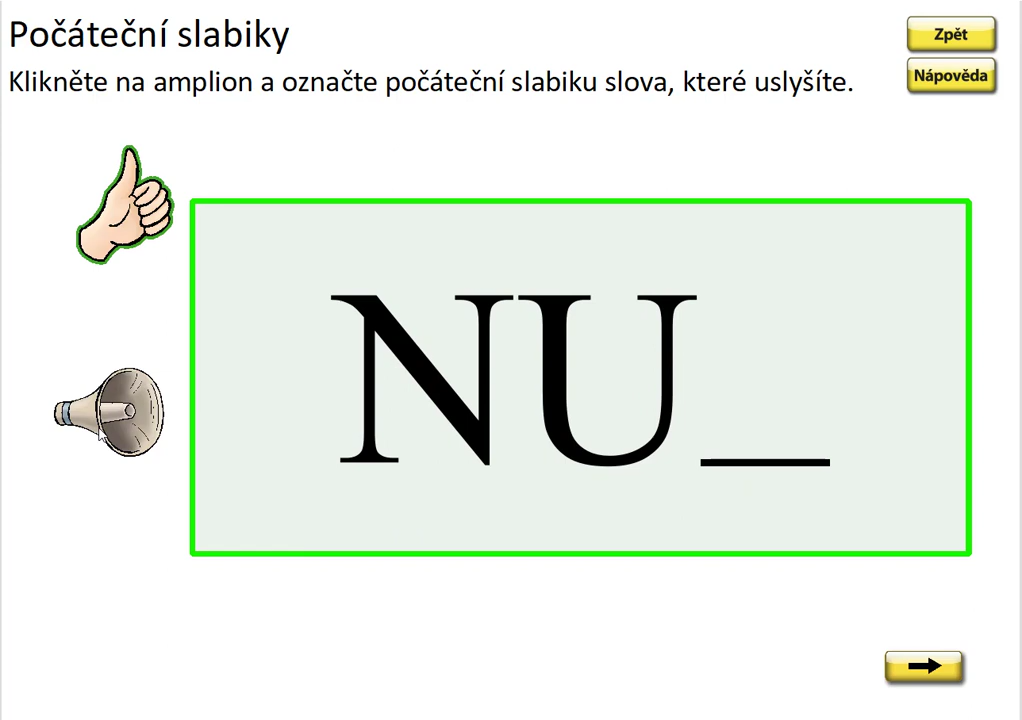 Počáteční slabiky
Zpět
Klikněte na amplion a označte počáteční slabiku slova, které uslyšíte.
Nápověda
NU_